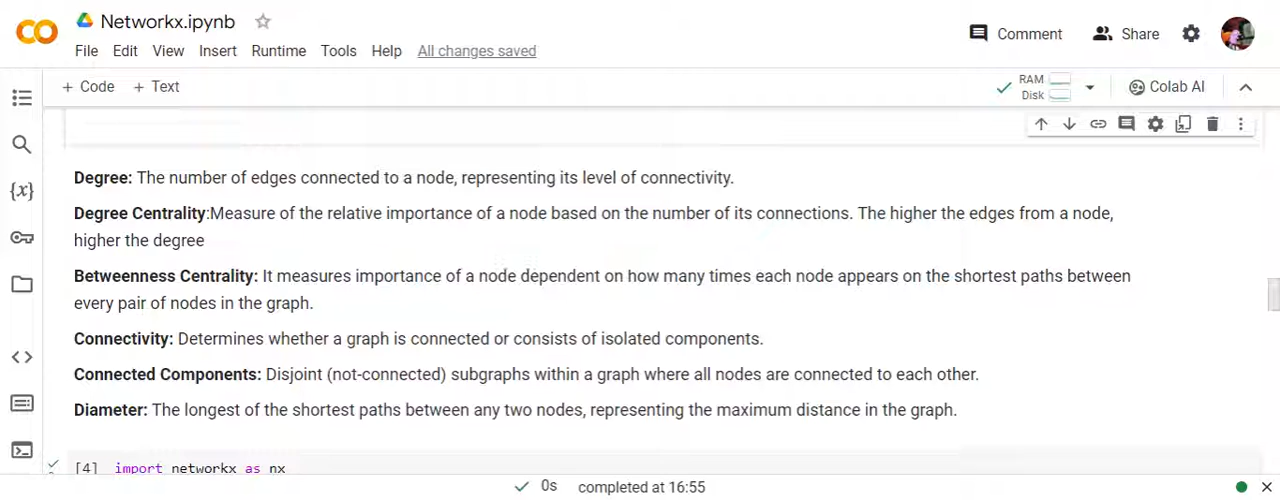 Networkx.ipynb
File Edit View Insert Runtime Tools Help All changes saved
Comment Share
+ Code + Text
RAM
Disk
Colab AI
Degree: The number of edges connected to a node, representing its level of connectivity.
Degree Centrality:Measure of the relative importance of a node based on the number of its connections. The higher the edges from a node,
higher the degree
Betweenness Centrality: It measures importance of a node dependent on how many times each node appears on the shortest paths between
every pair of nodes in the graph.
Connectivity: Determines whether a graph is connected or consists of isolated components.
Connected Components: Disjoint (not-connected) subgraphs within a graph where all nodes are connected to each other.
Diameter: The longest of the shortest paths between any two nodes, representing the maximum distance in the graph.
[4] import networkx as nx
0s completed at 16:55